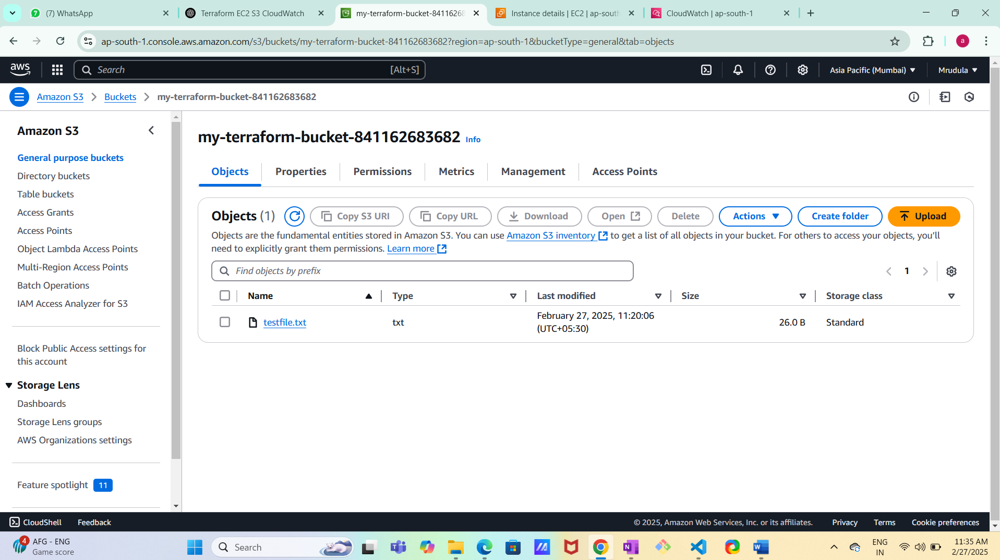 (7) WhatsApp
Terraform EC2 S3 CloudWatch
my-terraform-bucket-84116268
Instance details | EC2 | ap-south
CloudWatch | ap-south-1
ap-south-1.console.aws.amazon.com/s3/buckets/my-terraform-bucket-841162683682?region=ap-south-1&bucketType=general&tab=objects
a
aws
Search
[Alt+S]
Asia Pacific (Mumbai)
Mrudula
Amazon S3
Buckets
my-terraform-bucket-841162683682
Amazon S3
General purpose buckets
Directory buckets
Table buckets
Access Grants
Access Points
Object Lambda Access Points
Multi-Region Access Points
Batch Operations
IAM Access Analyzer for S3
Block Public Access settings for
this account
Storage Lens
Dashboards
Storage Lens groups
AWS Organizations settings
Feature spotlight 11
my-terraform-bucket-841162683682 Info
Objects
Properties
Permissions
Metrics
Management
Access Points
Objects (1)
Copy S3 URI
Copy URL
Download
Open
Delete
Actions
Create folder
Upload
Objects are the fundamental entities stored in Amazon S3. You can use Amazon S3 inventory to get a list of all objects in your bucket. For others to access your objects, you'll
need to explicitly grant them permissions. Learn more
Find objects by prefix
1
Name
Type
Last modified
Size
Storage class
testfile.txt
txt
February 27, 2025, 11:20:06
(UTC+05:30)
26.0 B
Standard
CloudShell
Feedback
© 2025, Amazon Web Services, Inc. or its affiliates.
Privacy
Terms
Cookie preferences
4
AFG - ENG
Game score
Search
ENG
IN
11:35 AM
2/27/2025